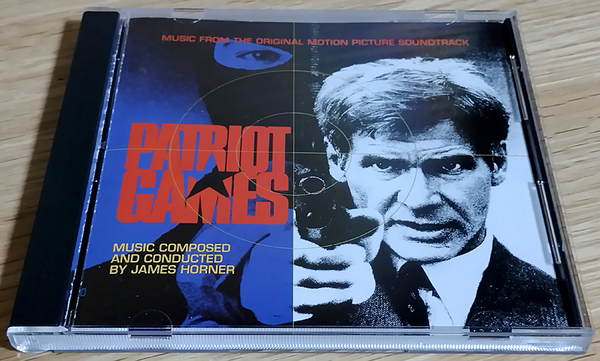 MUSIC FROM THE ORIGINAL MOTION PICTURE SOUNDTRACK
PATRIOT
GAMES
MUSIC COMPOSED
AND CONDUCTED
BY JAMES HORNER